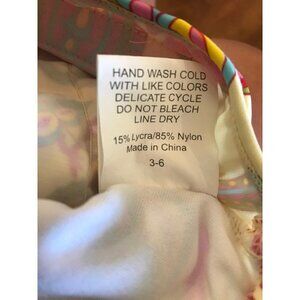 HAND WASH COLD
WITH LIKE COLORS
DELICATE CYCLE
DO NOT BLEACH
LINE DRY
15% Lycra/85% Nylon
Made in China
3-6